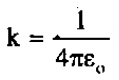 k = 1/4πε₀